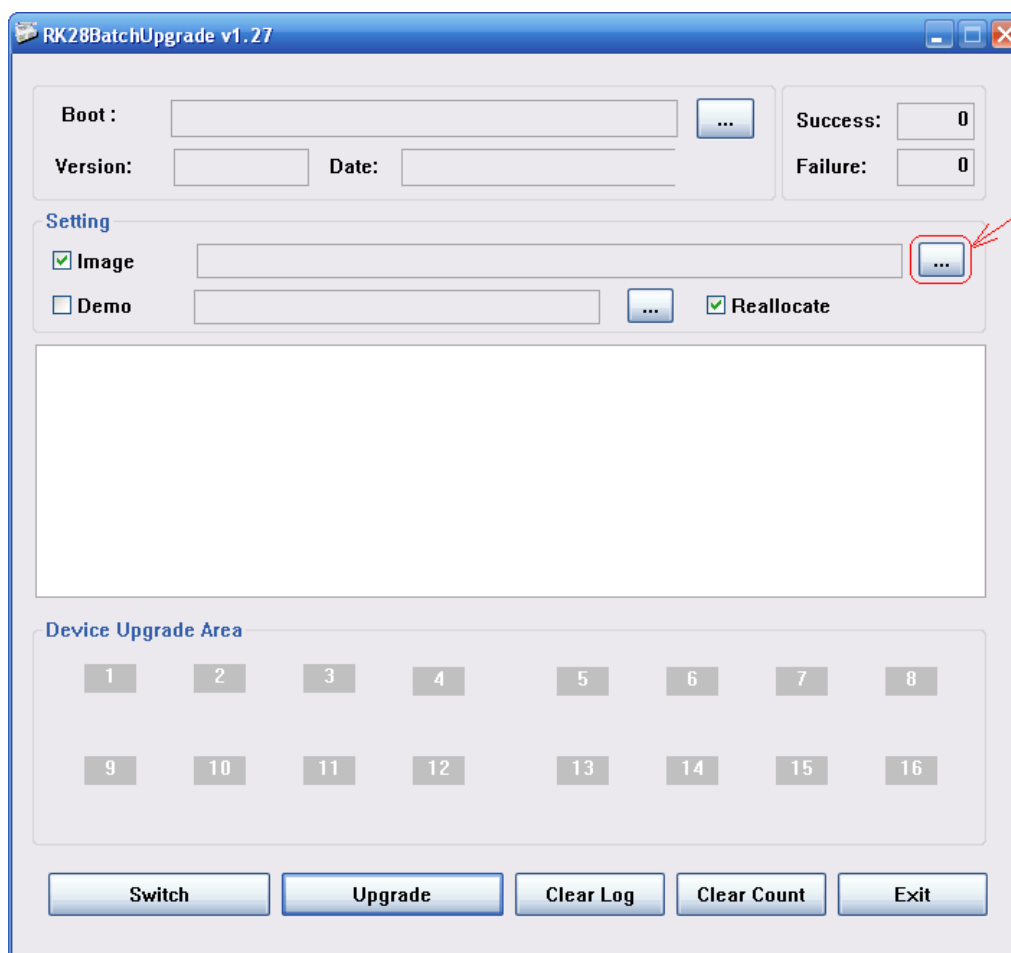 RK28BatchUpgrade v1.27
Boot : ...
Success: 0
Version: Date:
Failure: 0
Setting
Image ...
Demo ... Reallocate
Device Upgrade Area
1 2 3 4 5 6 7 8
9 10 11 12 13 14 15 16
Switch Upgrade Clear Log Clear Count Exit